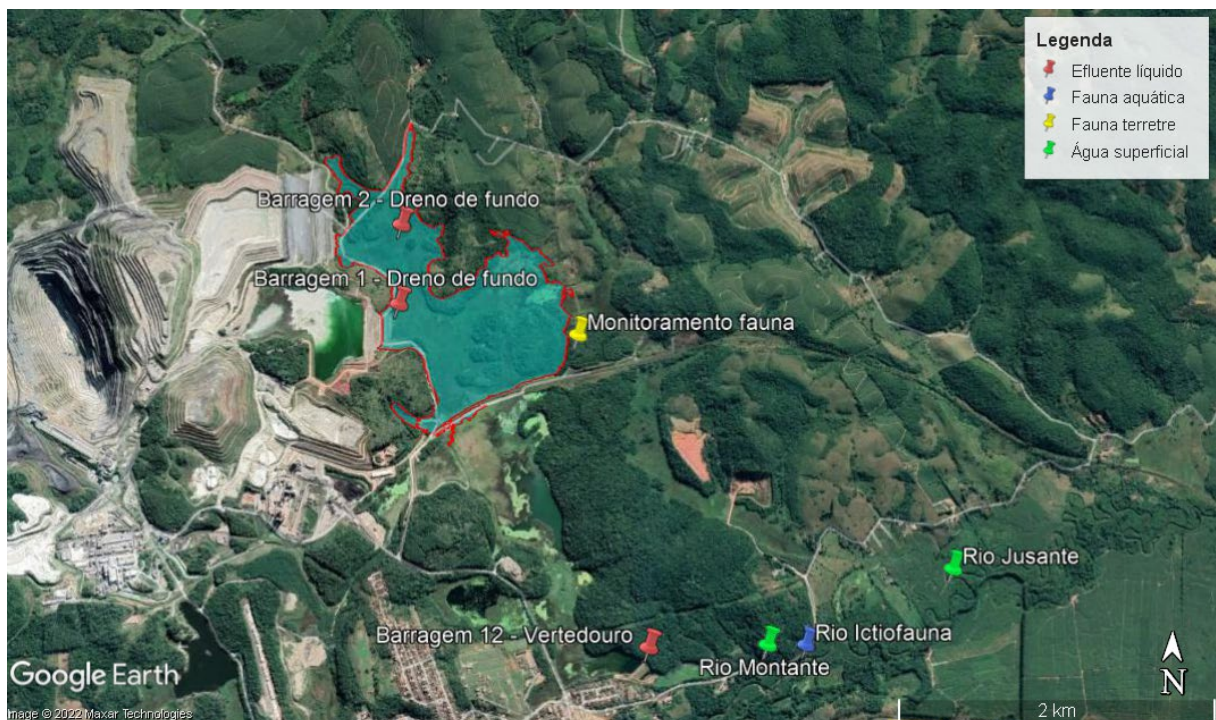 Legenda
Efluente líquido
Fauna aquática
Fauna terretre
Água superficial
Barragem 2 - Dreno de fundo
Barragem 1 - Dreno de fundo
Monitoramento fauna
Rio Jusante
Barragem 12 - Vertedouro
Rio Ictiofauna
Rio Montante
Google Earth
N
Image © 2022 Maxar Technologies
2 km